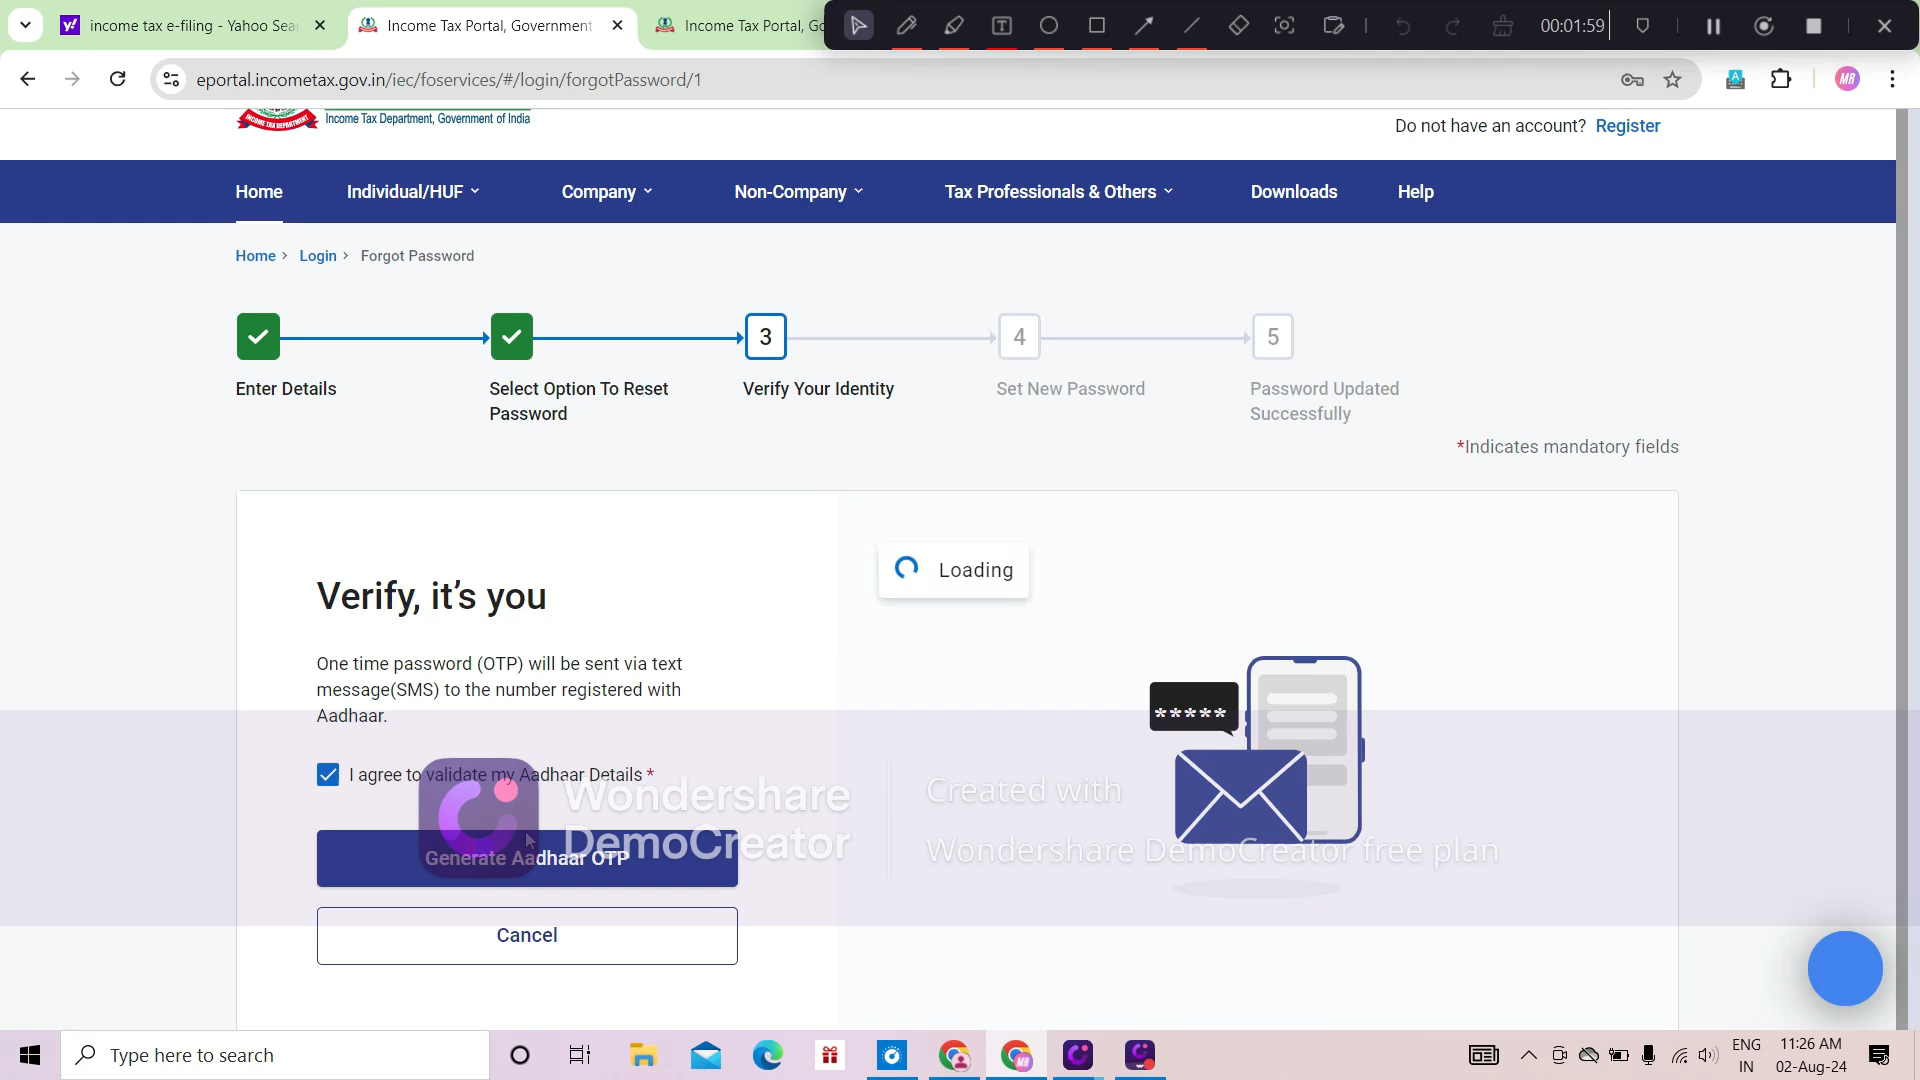 income tax e-filing - Yahoo Sea
Income Tax Portal, Government
Income Tax Portal, Go
00:01:59
eportal.incometax.gov.in/iec/foservices/#/login/forgotPassword/1
MR
INCOME TAX DEPARTMENT
Income Tax Department, Government of India
Do not have an account? Register
Home
Individual/HUF
Company
Non-Company
Tax Professionals & Others
Downloads
Help
Home > Login > Forgot Password
3
4
5
Enter Details
Select Option To Reset
Password
Verify Your Identity
Set New Password
Password Updated
Successfully
*Indicates mandatory fields
Loading
Verify, it’s you
One time password (OTP) will be sent via text
message(SMS) to the number registered with
Aadhaar.
*****
I agree to validate my Aadhaar Details *
Wondershare
DemoCreator
Created with
Wondershare DemoCreator free plan
Generate Aadhaar OTP
Cancel
Type here to search
ENG
IN
11:26 AM
02-Aug-24